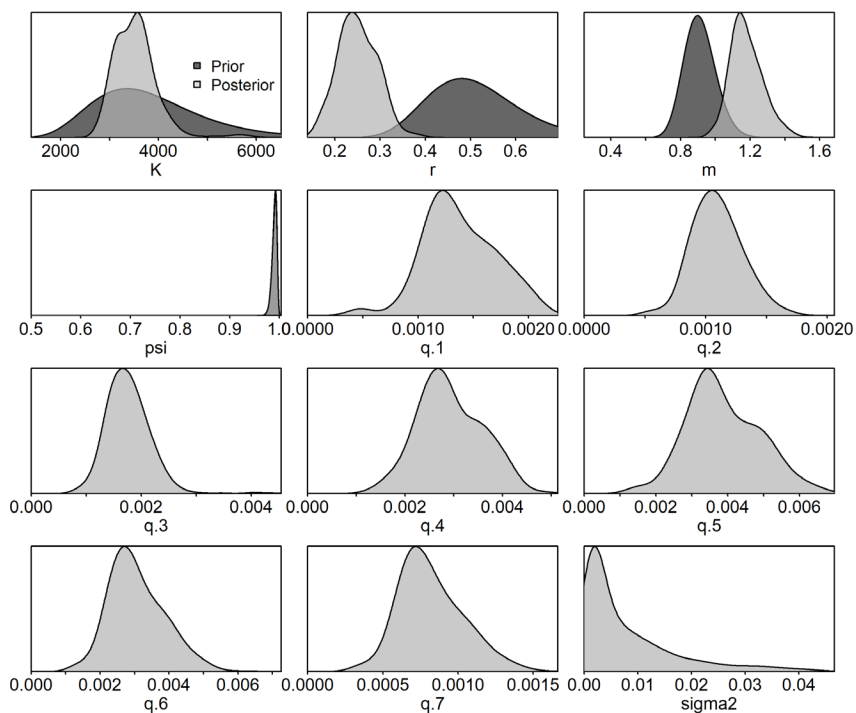 Prior
Posterior
2000 4000 6000
K
0.2 0.3 0.4 0.5 0.6
r
0.4 0.8 1.2 1.6
m
0.5 0.6 0.7 0.8 0.9 1.0
psi
0.0000 0.0010 0.0020
q.1
0.0000 0.0010 0.0020
q.2
0.000 0.002 0.004
q.3
0.000 0.002 0.004
q.4
0.000 0.002 0.004 0.006
q.5
0.000 0.002 0.004 0.006
q.6
0.0000 0.0005 0.0010 0.0015
q.7
0.00 0.01 0.02 0.03 0.04
sigma2